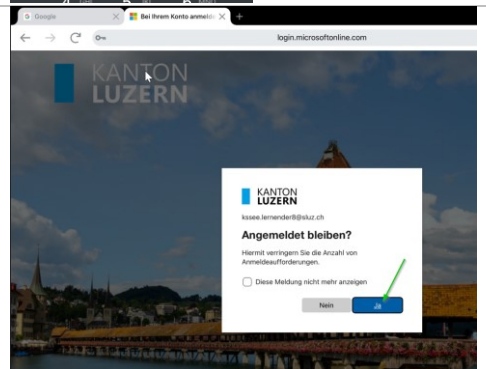 Google
Bei Ihrem Konto anmelde
login.microsoftonline.com
KANTON
LUZERN
KANTON
LUZERN
kssee.lernender8@sluz.ch
Angemeldet bleiben?
Hiermit verringern Sie die Anzahl von
Anmeldeaufforderungen.
Diese Meldung nicht mehr anzeigen
Nein
Ja